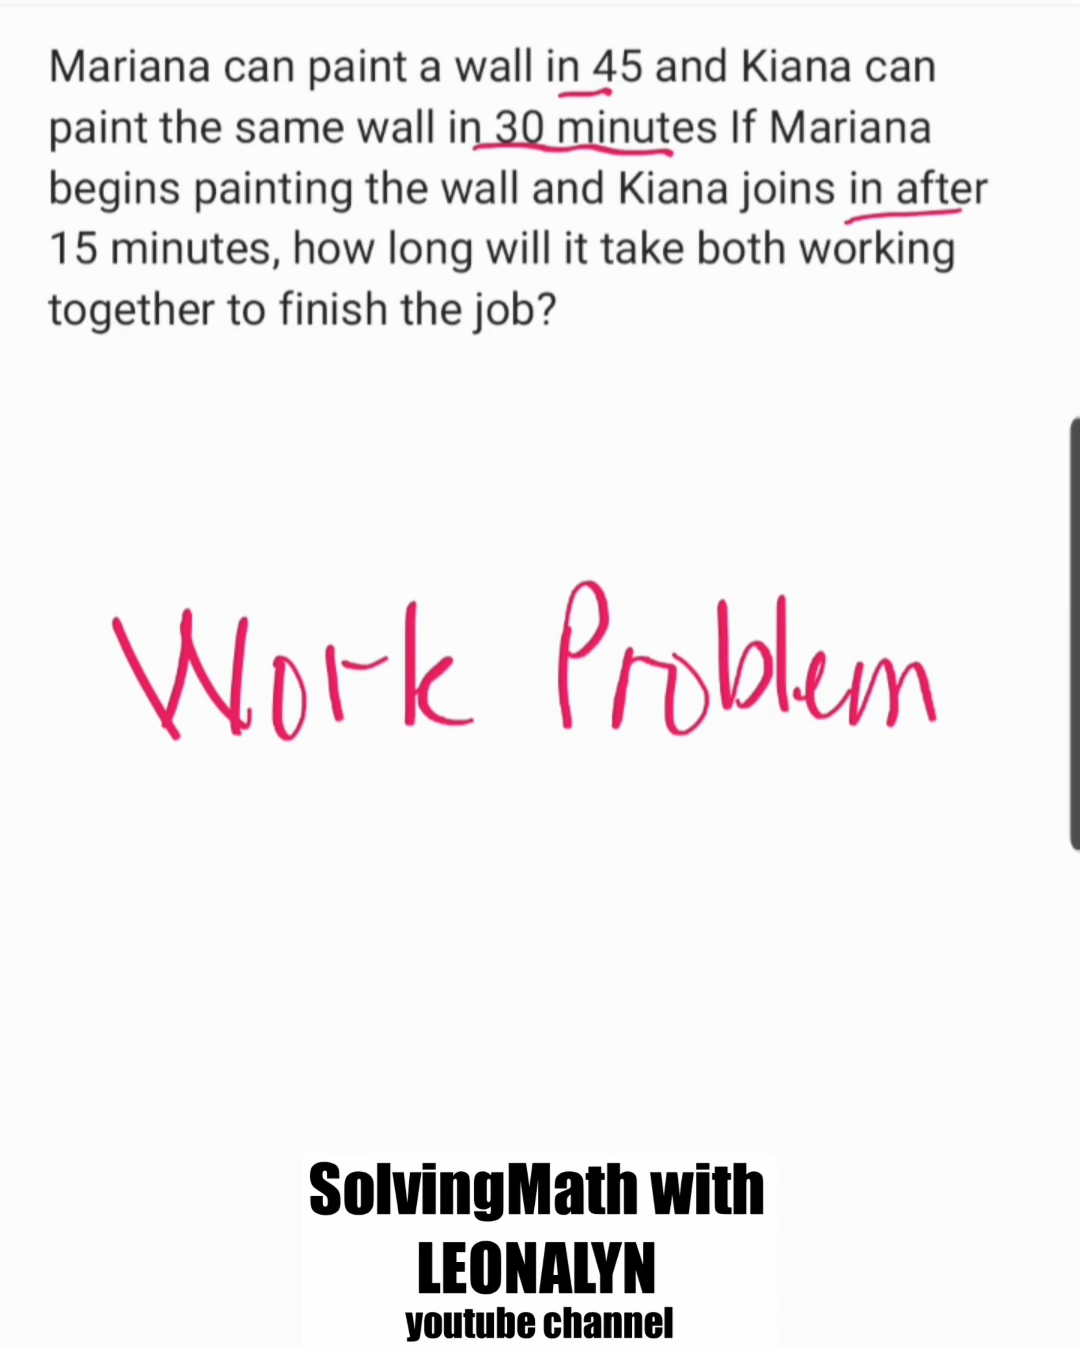 Mariana can paint a wall in 45 and Kiana can
paint the same wall in 30 minutes If Mariana
begins painting the wall and Kiana joins in after
15 minutes, how long will it take both working
together to finish the job?
Work Problem
SolvingMath with
LEONALYN
youtube channel